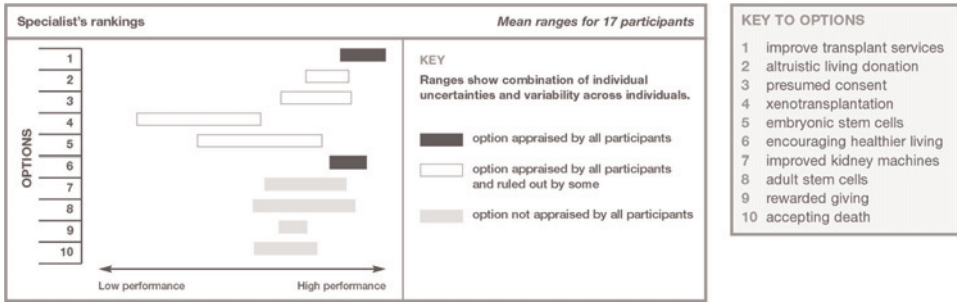 Specialist's rankings
Mean ranges for 17 participants
OPTIONS
1
2
3
4
5
6
7
8
9
10
Low performance
High performance
KEY
Ranges show combination of individual
uncertainties and variability across individuals.
option appraised by all participants
option appraised by all participants
and ruled out by some
option not appraised by all participants
KEY TO OPTIONS
1 improve transplant services
2 altruistic living donation
3 presumed consent
4 xenotransplantation
5 embryonic stem cells
6 encouraging healthier living
7 improved kidney machines
8 adult stem cells
9 rewarded giving
10 accepting death